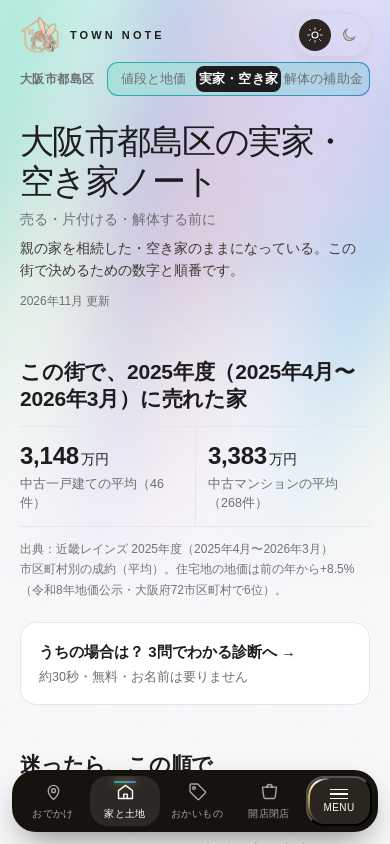 TOWN NOTE
大阪市都島区
値段と地価
実家・空き家
解体の補助金
大阪市都島区の実家・
空き家ノート
売る・片付ける・解体する前に
親の家を相続した・空き家のままになっている。この
街で決めるための数字と順番です。
2026年11月 更新
この街で、2025年度（2025年4月〜
2026年3月）に売れた家
3,148万円
中古一戸建ての平均（46
件）
3,383万円
中古マンションの平均
（268件）
出典：近畿レインズ 2025年度（2025年4月〜2026年3月）
市区町村別の成約（平均）。住宅地の地価は前の年から+8.5%
（令和8年地価公示・大阪府72市区町村で6位）。
うちの場合は？ 3問でわかる診断へ →
約30秒・無料・お名前は要りません
迷ったら、この順で
おでかけ
家と土地
おかいもの
開店閉店
MENU